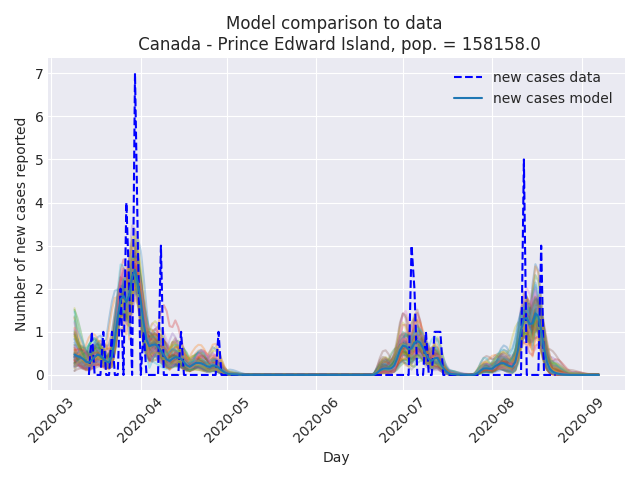 Model comparison to data
Canada - Prince Edward Island, pop. = 158158.0
new cases data
new cases model
Number of new cases reported
7
6
5
4
3
2
1
0
2020-03
2020-04
2020-05
2020-06
2020-07
2020-08
2020-09
Day